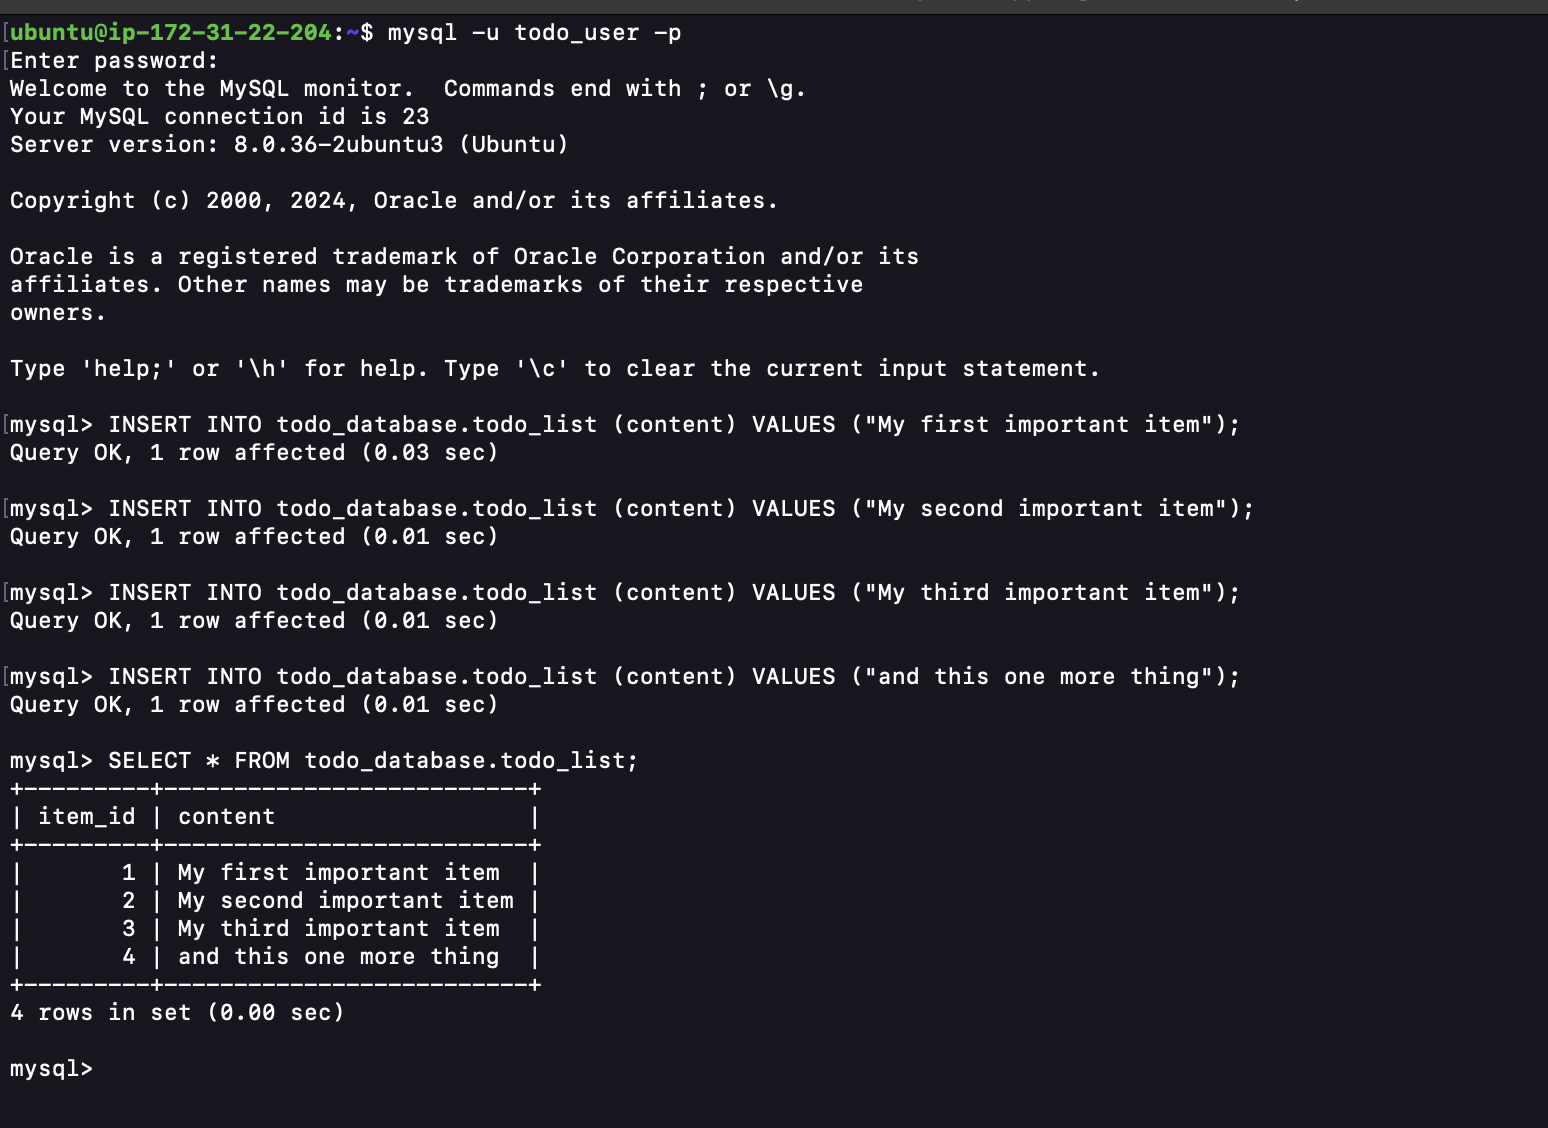 ubuntu@ip-172-31-22-204:~$ mysql -u todo_user -p
Enter password:
Welcome to the MySQL monitor.  Commands end with ; or \g.
Your MySQL connection id is 23
Server version: 8.0.36-2ubuntu3 (Ubuntu)

Copyright (c) 2000, 2024, Oracle and/or its affiliates.

Oracle is a registered trademark of Oracle Corporation and/or its
affiliates. Other names may be trademarks of their respective
owners.

Type 'help;' or '\h' for help. Type '\c' to clear the current input statement.

mysql> INSERT INTO todo_database.todo_list (content) VALUES ("My first important item");
Query OK, 1 row affected (0.03 sec)

mysql> INSERT INTO todo_database.todo_list (content) VALUES ("My second important item");
Query OK, 1 row affected (0.01 sec)

mysql> INSERT INTO todo_database.todo_list (content) VALUES ("My third important item");
Query OK, 1 row affected (0.01 sec)

mysql> INSERT INTO todo_database.todo_list (content) VALUES ("and this one more thing");
Query OK, 1 row affected (0.01 sec)

mysql> SELECT * FROM todo_database.todo_list;
+---------+--------------------------+
| item_id | content                  |
+---------+--------------------------+
|       1 | My first important item  |
|       2 | My second important item |
|       3 | My third important item  |
|       4 | and this one more thing  |
+---------+--------------------------+
4 rows in set (0.00 sec)

mysql>